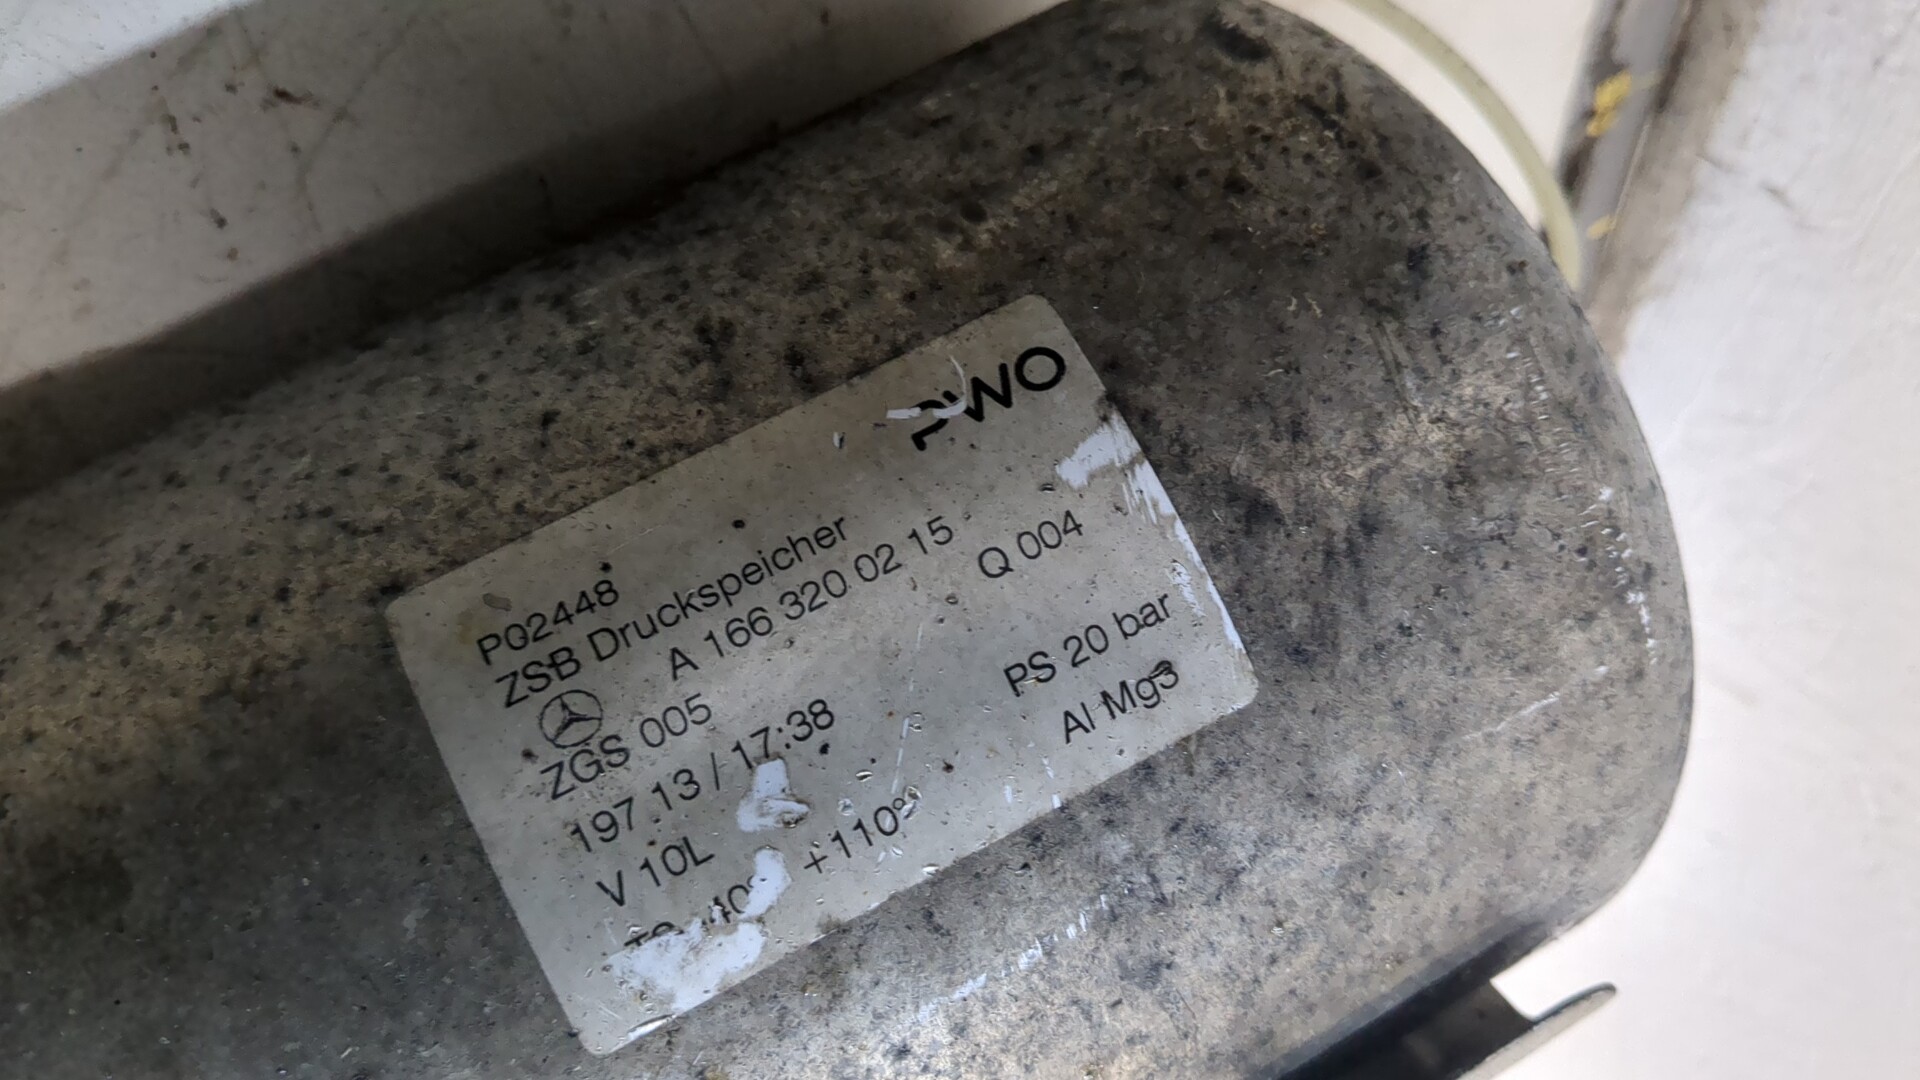 PWO
P02448
ZSB Druckspeicher
A 166 320 02 15
ZGS 005 Q 004
197.13 / 17:38
V 10L PS 20 bar
+110° Al Mg3